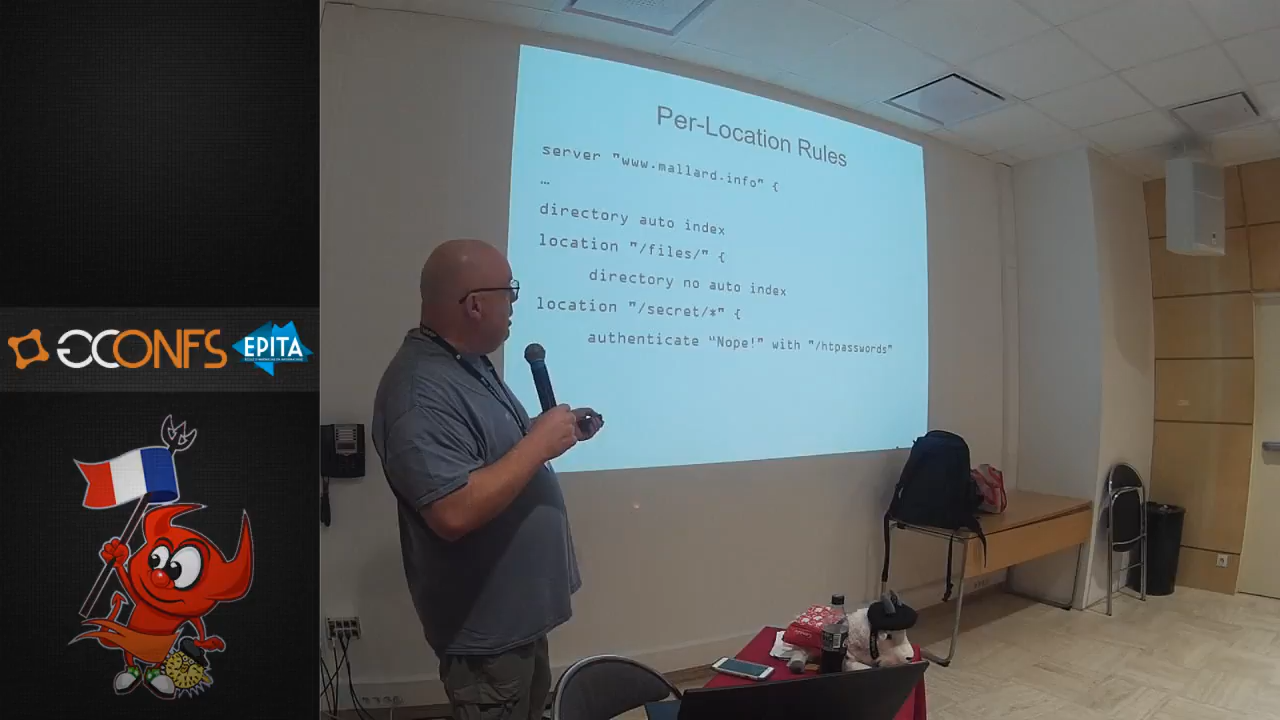 Per-Location Rules
server "www.mallard.info" {
…
directory auto index
location "/files/" {
directory no auto index
location "/secret/*" {
authenticate “Nope!" with "/htpasswords"
GCONFS
EPITA